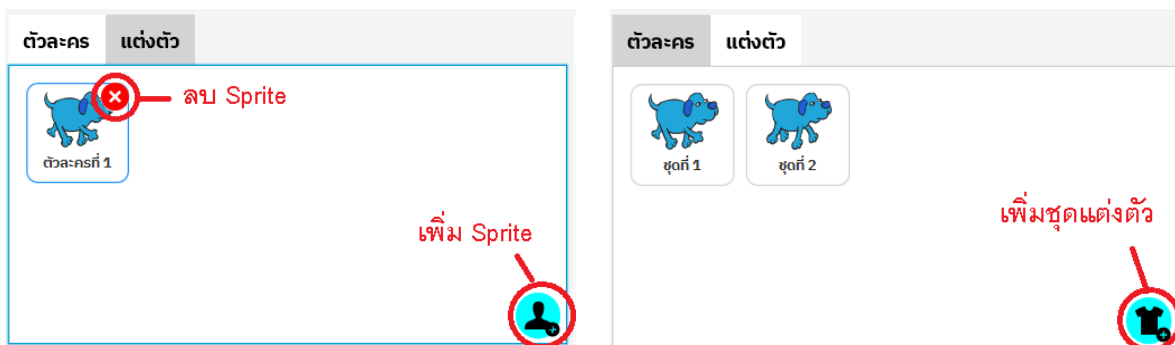 ตัวละคร แต่งตัว
ลบ Sprite
ตัวละครที่ 1
เพิ่ม Sprite
ตัวละคร แต่งตัว
ชุดที่ 1 ชุดที่ 2
เพิ่มชุดแต่งตัว